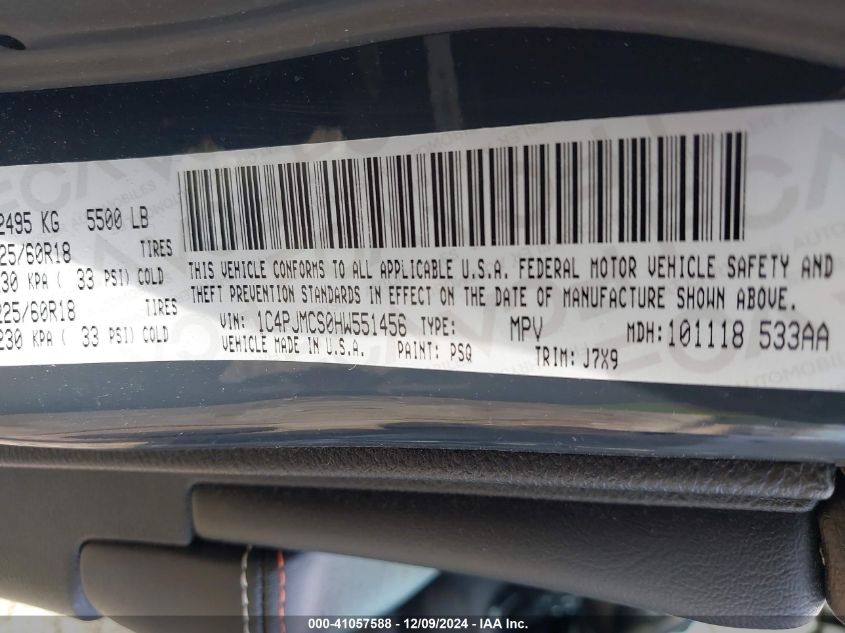 2495 KG 5500 LB
25/60R18 TIRES
30 KPA ( 33 PSI) COLD
225/60R18 TIRES
230 KPA ( 33 PSI) COLD
THIS VEHICLE CONFORMS TO ALL APPLICABLE U.S.A. FEDERAL MOTOR VEHICLE SAFETY AND
THEFT PREVENTION STANDARDS IN EFFECT ON THE DATE OF MANUFACTURE SHOWN ABOVE.
VIN: 1C4PJMCS0HW551456 TYPE: MPV MDH:101118 533AA
VEHICLE MADE IN U.S.A. PAINT: PSQ TRIM: J7X9
000-41057588 - 12/09/2024 - IAA Inc.